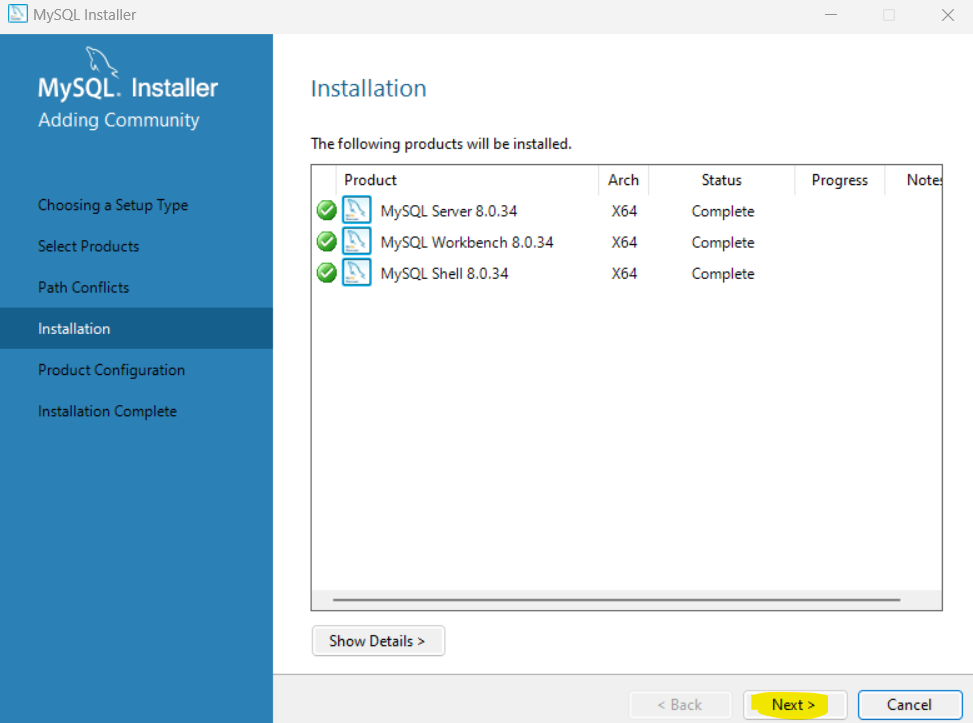 MySQL Installer
MySQL. Installer
Adding Community
Choosing a Setup Type
Select Products
Path Conflicts
Installation
Product Configuration
Installation Complete
Installation
The following products will be installed.
Product Arch Status Progress Notes
MySQL Server 8.0.34 X64 Complete
MySQL Workbench 8.0.34 X64 Complete
MySQL Shell 8.0.34 X64 Complete
Show Details >
< Back Next > Cancel